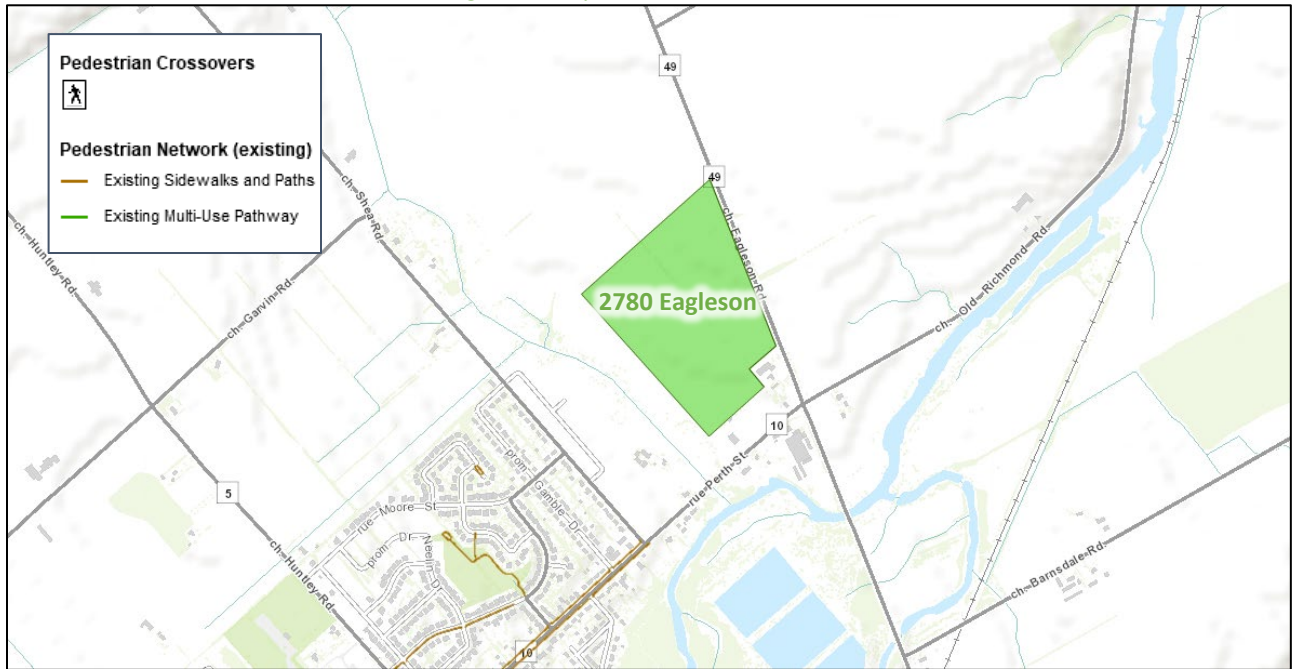 Pedestrian Crossovers
Pedestrian Network (existing)
Existing Sidewalks and Paths
Existing Multi-Use Pathway
49
49
ch. Shea Rd
ch. Huntley Rd
ch. Garvin Rd
ch. Eagleson Rd
ch. Old Richmond Rd
2780 Eagleson
10
rue Perth St
5
prom. Gamble Dr
rue Moore St
prom. Neelin Dr
ch. Huntley Rd
ch. Barnsdale Rd
10